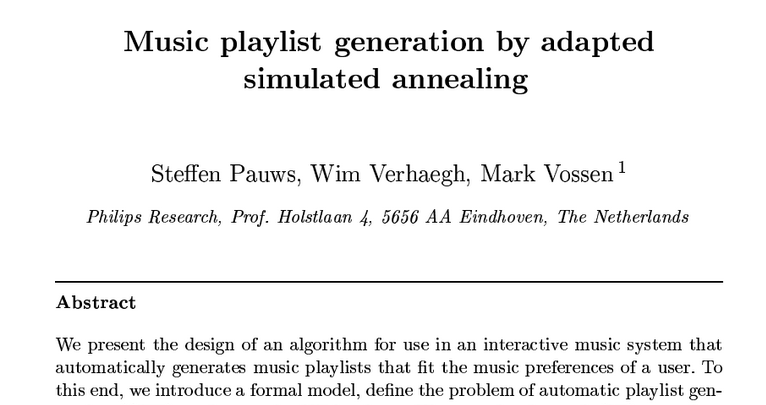 Music playlist generation by adapted
simulated annealing
Steffen Pauws, Wim Verhaegh, Mark Vossen 1
Philips Research, Prof. Holstlaan 4, 5656 AA Eindhoven, The Netherlands
Abstract
We present the design of an algorithm for use in an interactive music system that
automatically generates music playlists that fit the music preferences of a user. To
this end, we introduce a formal model, define the problem of automatic playlist gen-